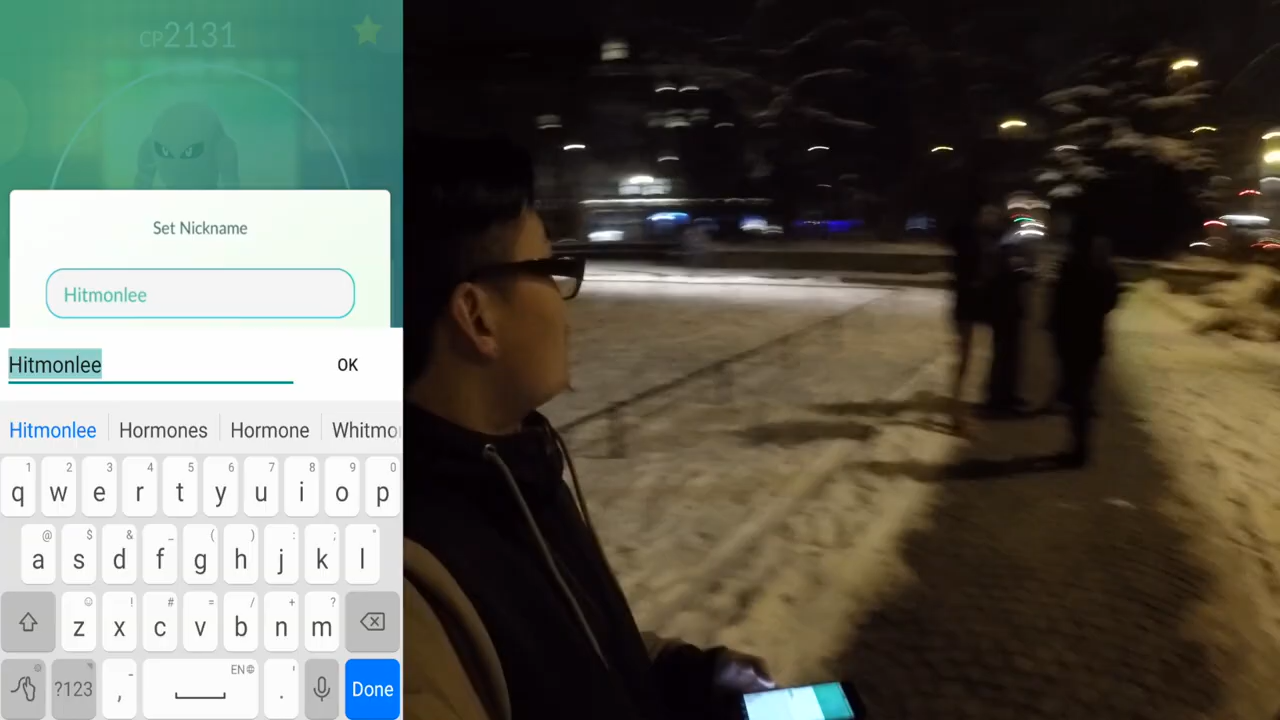 CP2131
Set Nickname
Hitmonlee
Hitmonlee
OK
Hitmonlee Hormones Hormone Whitmo
1 2 3 4 5 6 7 8 9 0
q w e r t y u i o p
@ $ & _ ( ) : ; "
a s d f g h j k l
! # = / + ?
z x c v b n m
EN
?123 , - . ' Done